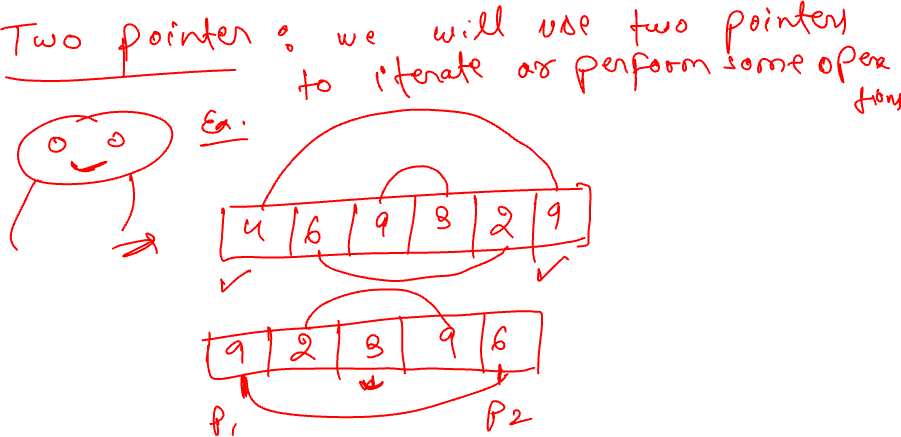 Two pointer : we will use two pointers
to iterate or perform some opera
tions
Ex.
4 6 9 3 2 9
9 2 3 9 6
P1 P2